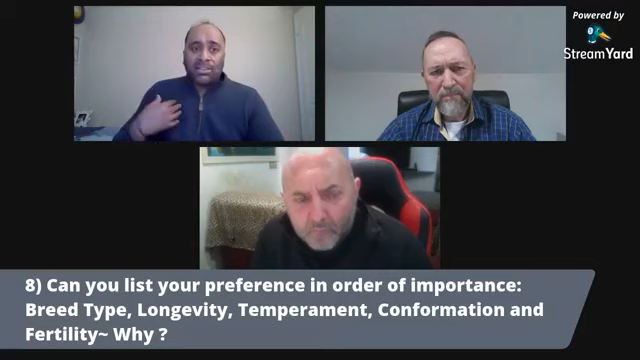 Powered by
StreamYard
8) Can you list your preference in order of importance:
Breed Type, Longevity, Temperament, Conformation and
Fertility~ Why ?